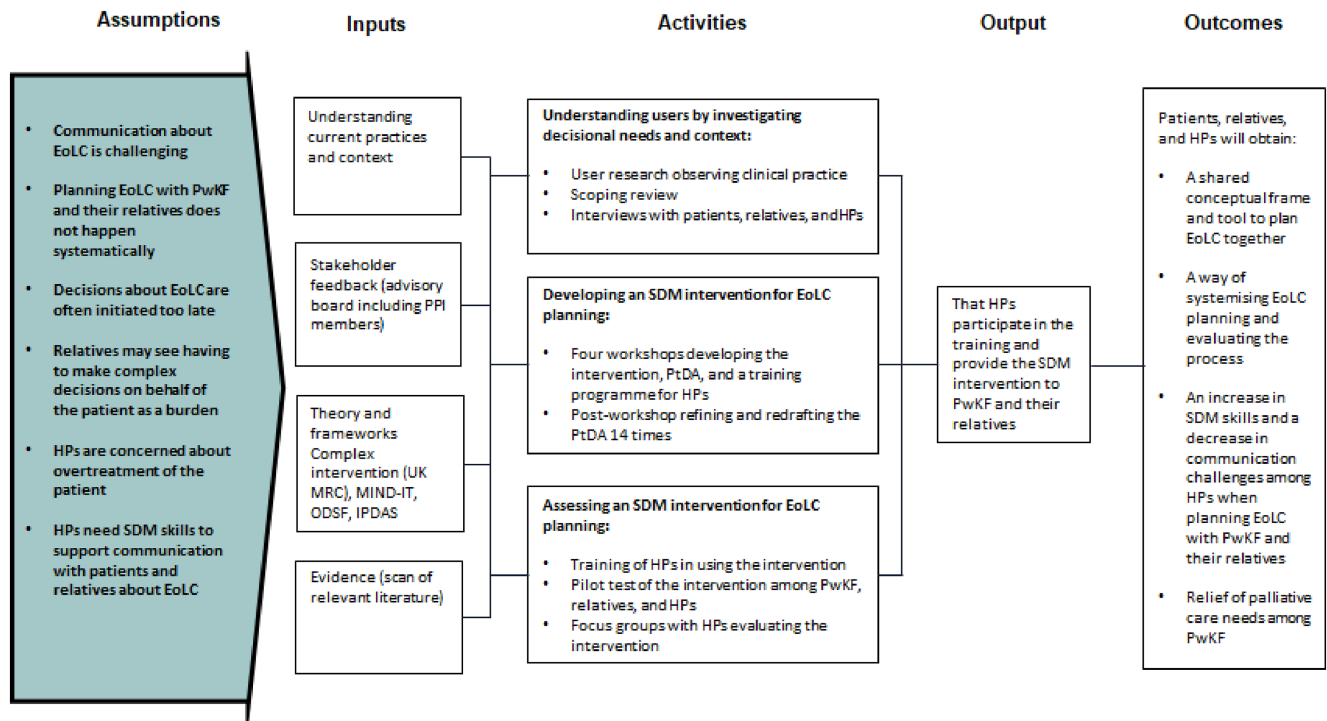 Assumptions
Inputs
Activities
Output
Outcomes
• Communication about
EoLC is challenging
• Planning EoLC with PwKF
and their relatives does
not happen
systematically
• Decisions about EoLC are
often initiated too late
• Relatives may see having
to make complex
decisions on behalf of
the patient as a burden
• HPs are concerned about
overtreatment of the
patient
• HPs need SDM skills to
support communication
with patients and
relatives about EoLC
Understanding
current practices
and context
Stakeholder
feedback (advisory
board including PPI
members)
Theory and
frameworks
Complex
intervention (UK
MRC), MIND-IT,
ODSF, IPDAS
Evidence (scan of
relevant literature)
Understanding users by investigating
decisional needs and context:
• User research observing clinical practice
• Scoping review
• Interviews with patients, relatives, and HPs
Developing an SDM intervention for EoLC
planning:
• Four workshops developing the
intervention, PtDA, and a training
programme for HPs
• Post-workshop refining and redrafting the
PtDA 14 times
Assessing an SDM intervention for EoLC
planning:
• Training of HPs in using the intervention
• Pilot test of the intervention among PwKF,
relatives, and HPs
• Focus groups with HPs evaluating the
intervention
That HPs
participate in the
training and
provide the SDM
intervention to
PwKF and their
relatives
Patients, relatives,
and HPs will obtain:
• A shared
conceptual frame
and tool to plan
EoLC together
• A way of
systemising EoLC
planning and
evaluating the
process
• An increase in
SDM skills and a
decrease in
communication
challenges among
HPs when
planning EoLC
with PwKF and
their relatives
• Relief of palliative
care needs among
PwKF